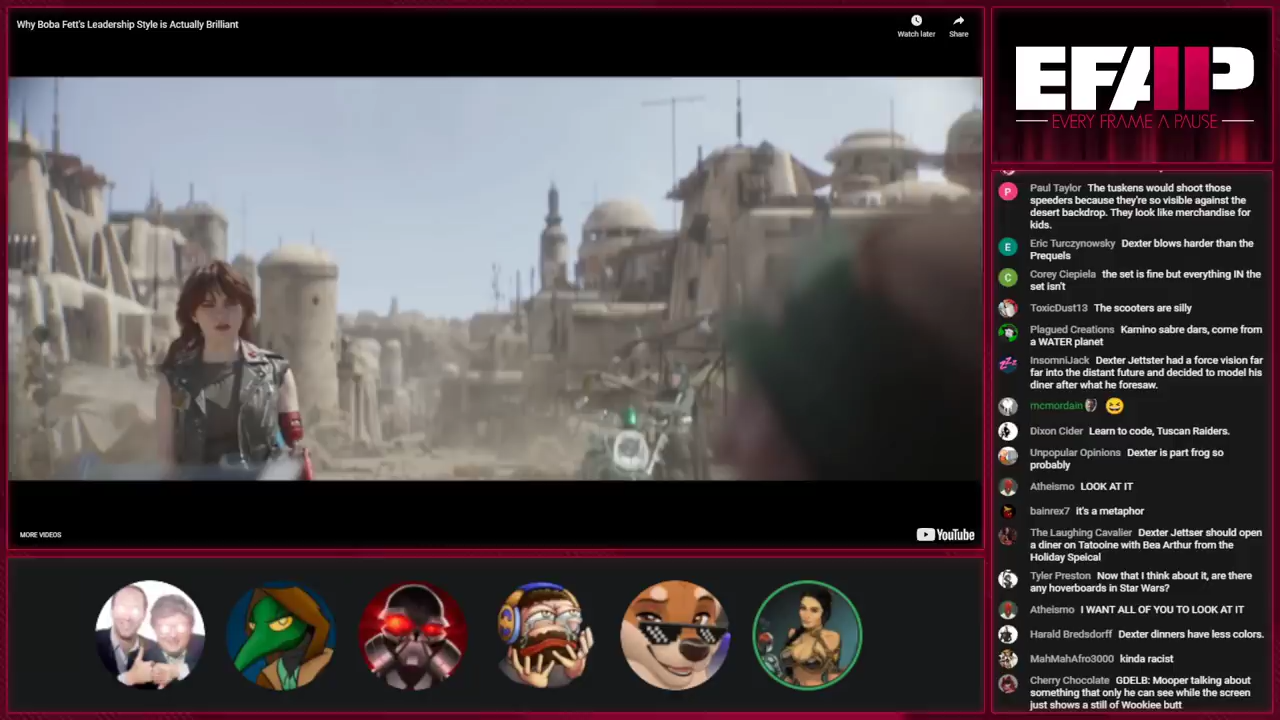 Why Boba Fett's Leadership Style is Actually Brilliant
Watch later
Share
MORE VIDEOS
YouTube
EFAP
EVERY FRAME A PAUSE
P
Paul Taylor The tuskens would shoot those
speeders because they're so visible against the
desert backdrop. They look like merchandise for
kids.
E
Eric Turczynowsky Dexter blows harder than the
Prequels
C
Corey Ciepiela the set is fine but everything IN the
set isn't
ToxicDust13 The scooters are silly
Plagued Creations Kamino sabre dars, come from
a WATER planet
InsomniJack Dexter Jettster had a force vision far
far into the distant future and decided to model his
diner after what he foresaw.
mcmordain
Dixon Cider Learn to code, Tuscan Raiders.
Unpopular Opinions Dexter is part frog so
probably
Atheismo LOOK AT IT
bainrex7 it's a metaphor
The Laughing Cavalier Dexter Jettser should open
a diner on Tatooine with Bea Arthur from the
Holiday Speical
Tyler Preston Now that I think about it, are there
any hoverboards in Star Wars?
Atheismo I WANT ALL OF YOU TO LOOK AT IT
Harald Bredsdorff Dexter dinners have less colors.
MahMahAfro3000 kinda racist
Cherry Chocolate GDELB: Mooper talking about
something that only he can see while the screen
just shows a still of Wookiee butt